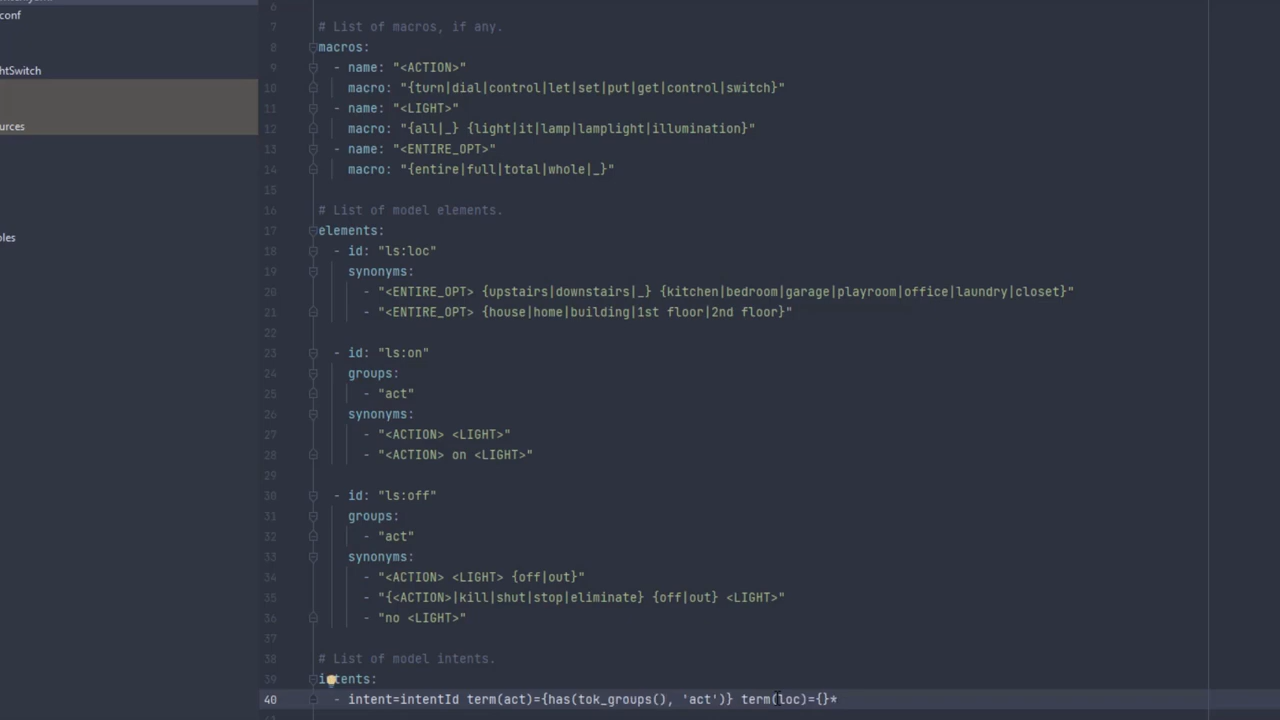 conf
htSwitch
urces
bles
6
7 # List of macros, if any.
8 macros:
9 - name: "<ACTION>"
10 macro: "{turn|dial|control|let|set|put|get|control|switch}"
11 - name: "<LIGHT>"
12 macro: "{all|_} {light|it|lamp|lamplight|illumination}"
13 - name: "<ENTIRE_OPT>"
14 macro: "{entire|full|total|whole|_}"
15
16 # List of model elements.
17 elements:
18 - id: "ls:loc"
19 synonyms:
20 - "<ENTIRE_OPT> {upstairs|downstairs|_} {kitchen|bedroom|garage|playroom|office|laundry|closet}"
21 - "<ENTIRE_OPT> {house|home|building|1st floor|2nd floor}"
22
23 - id: "ls:on"
24 groups:
25 - "act"
26 synonyms:
27 - "<ACTION> <LIGHT>"
28 - "<ACTION> on <LIGHT>"
29
30 - id: "ls:off"
31 groups:
32 - "act"
33 synonyms:
34 - "<ACTION> <LIGHT> {off|out}"
35 - "{<ACTION>|kill|shut|stop|eliminate} {off|out} <LIGHT>"
36 - "no <LIGHT>"
37
38 # List of model intents.
39 intents:
40 - intent=intentId term(act)={has(tok_groups(), 'act')} term(loc)={}*